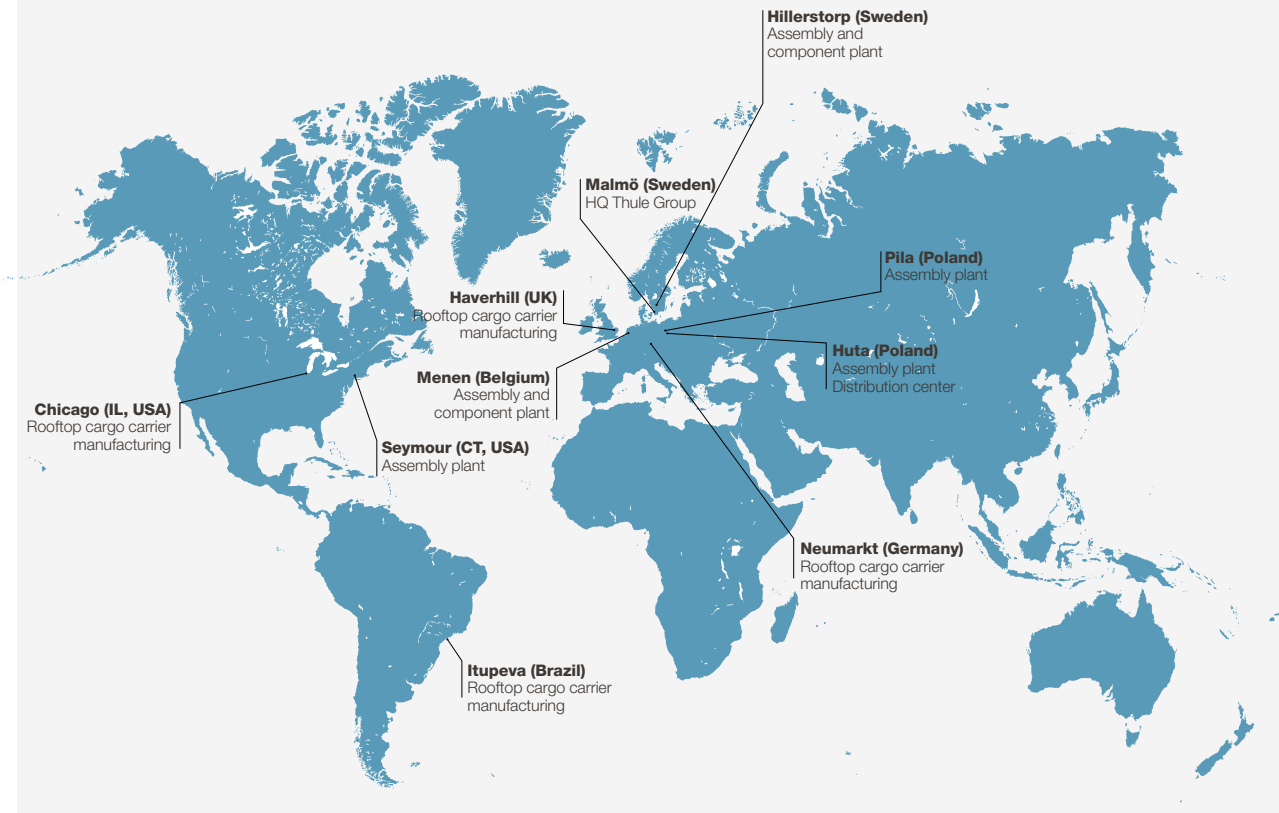 Hillerstorp (Sweden)
Assembly and
component plant
Malmö (Sweden)
HQ Thule Group
Pila (Poland)
Assembly plant
Haverhill (UK)
Rooftop cargo carrier
manufacturing
Huta (Poland)
Assembly plant
Distribution center
Menen (Belgium)
Assembly and
component plant
Chicago (IL, USA)
Rooftop cargo carrier
manufacturing
Seymour (CT, USA)
Assembly plant
Neumarkt (Germany)
Rooftop cargo carrier
manufacturing
Itupeva (Brazil)
Rooftop cargo carrier
manufacturing